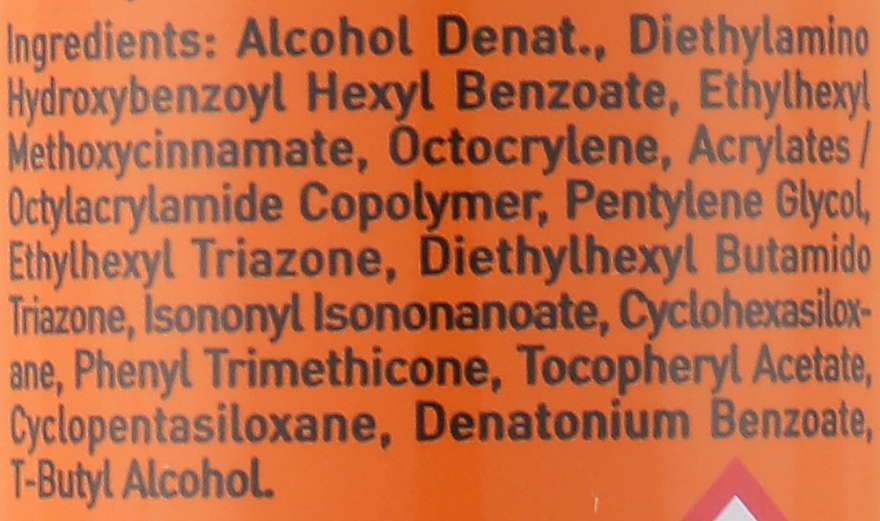 Ingredients: Alcohol Denat., Diethylamino
Hydroxybenzoyl Hexyl Benzoate, Ethylhexyl
Methoxycinnamate, Octocrylene, Acrylates /
Octylacrylamide Copolymer, Pentylene Glycol,
Ethylhexyl Triazone, Diethylhexyl Butamido
Triazone, Isononyl Isononanoate, Cyclohexasilox-
ane, Phenyl Trimethicone, Tocopheryl Acetate,
Cyclopentasiloxane, Denatonium Benzoate,
T-Butyl Alcohol.